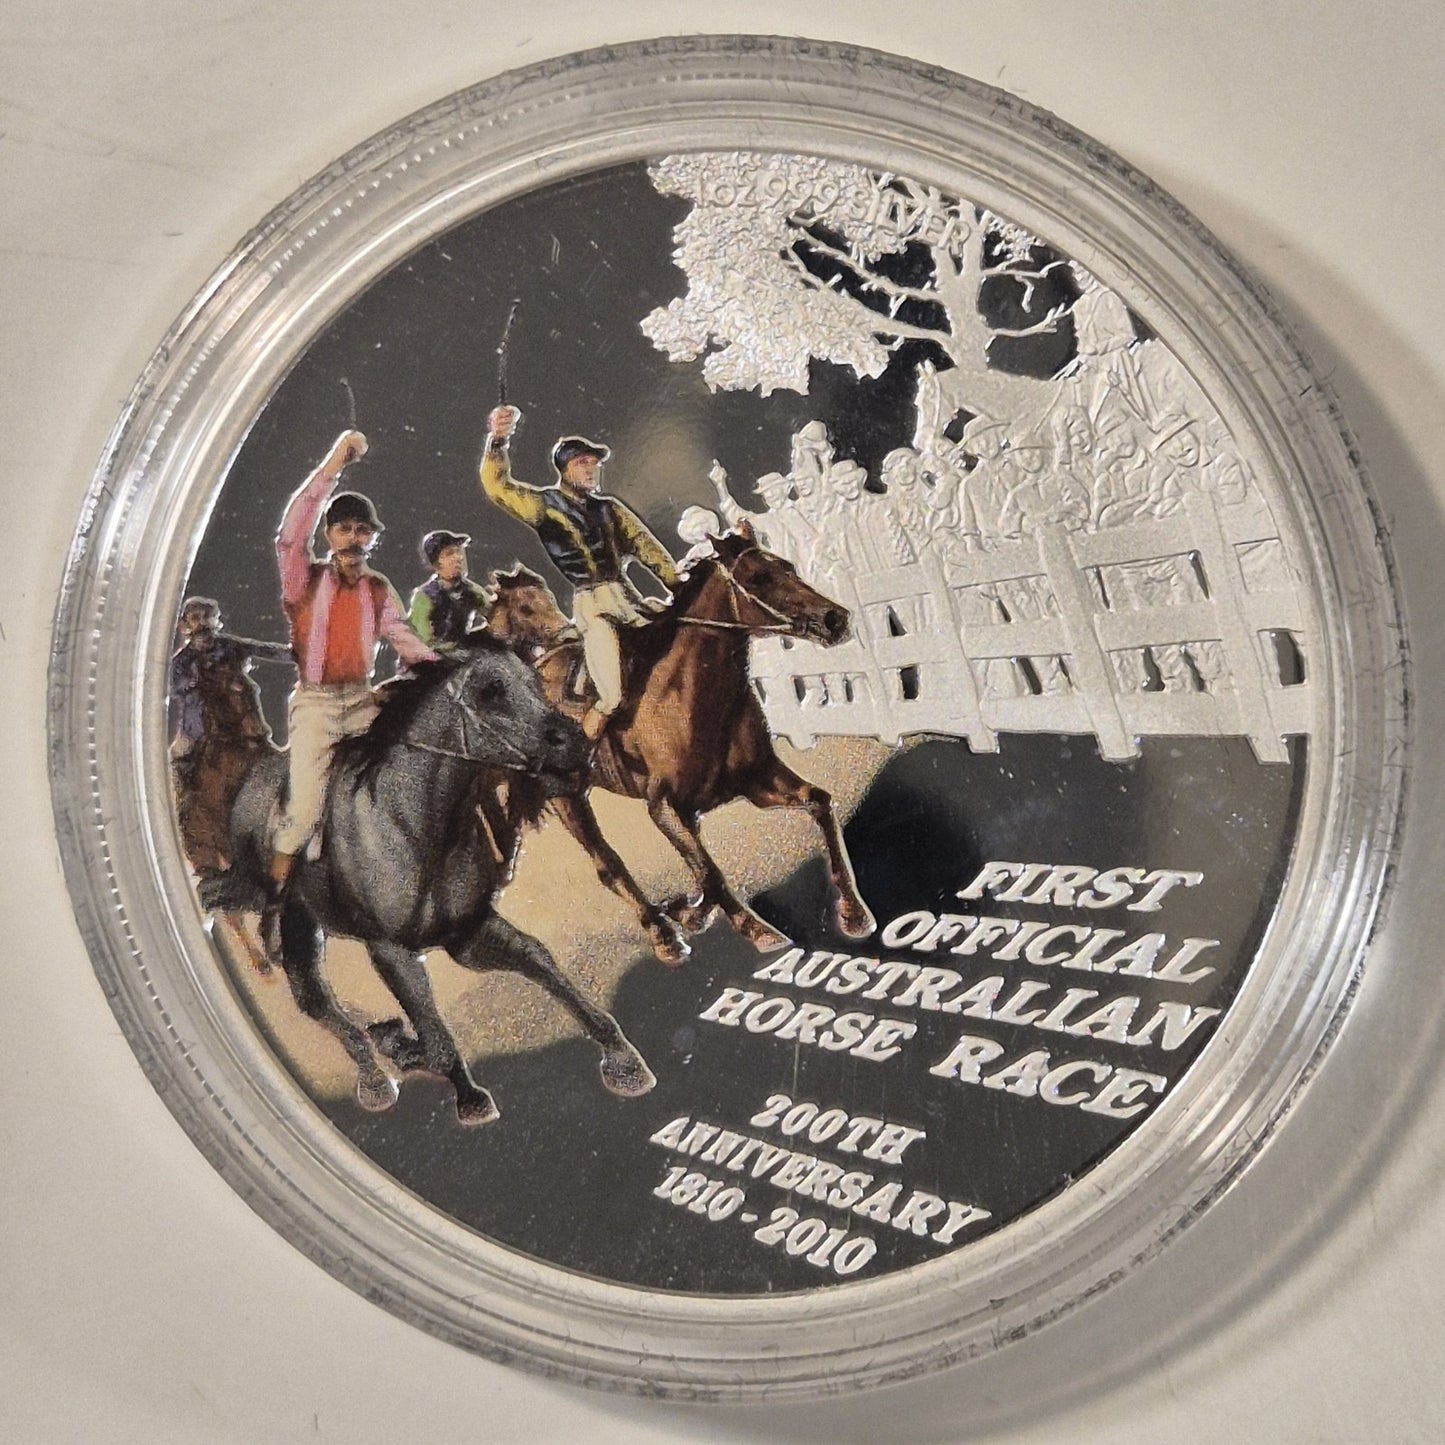 1oz 999 SILVER
FIRST
OFFICIAL
AUSTRALIAN
HORSE RACE
200TH
ANNIVERSARY
1810-2010